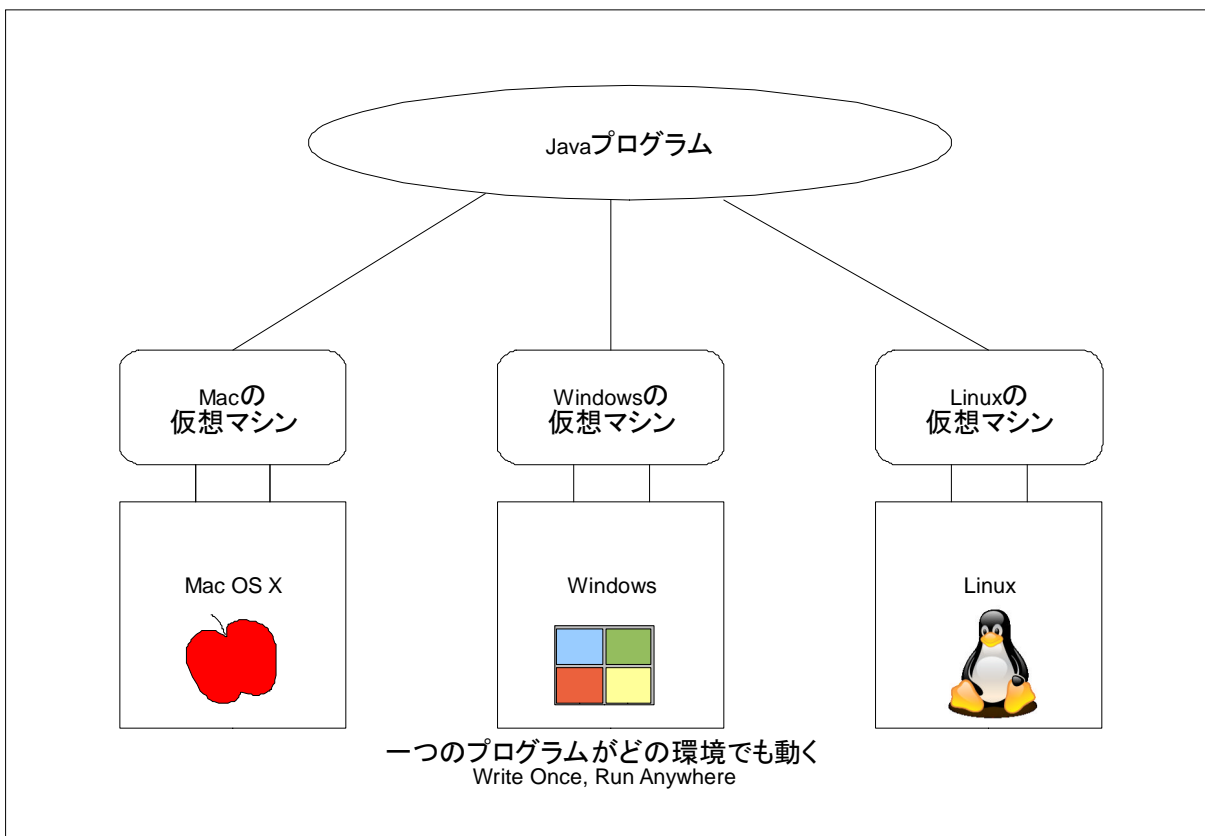 Javaプログラム
Macの
仮想マシン
Windowsの
仮想マシン
Linuxの
仮想マシン
Mac OS X
Windows
Linux
一つのプログラムがどの環境でも動く
Write Once, Run Anywhere